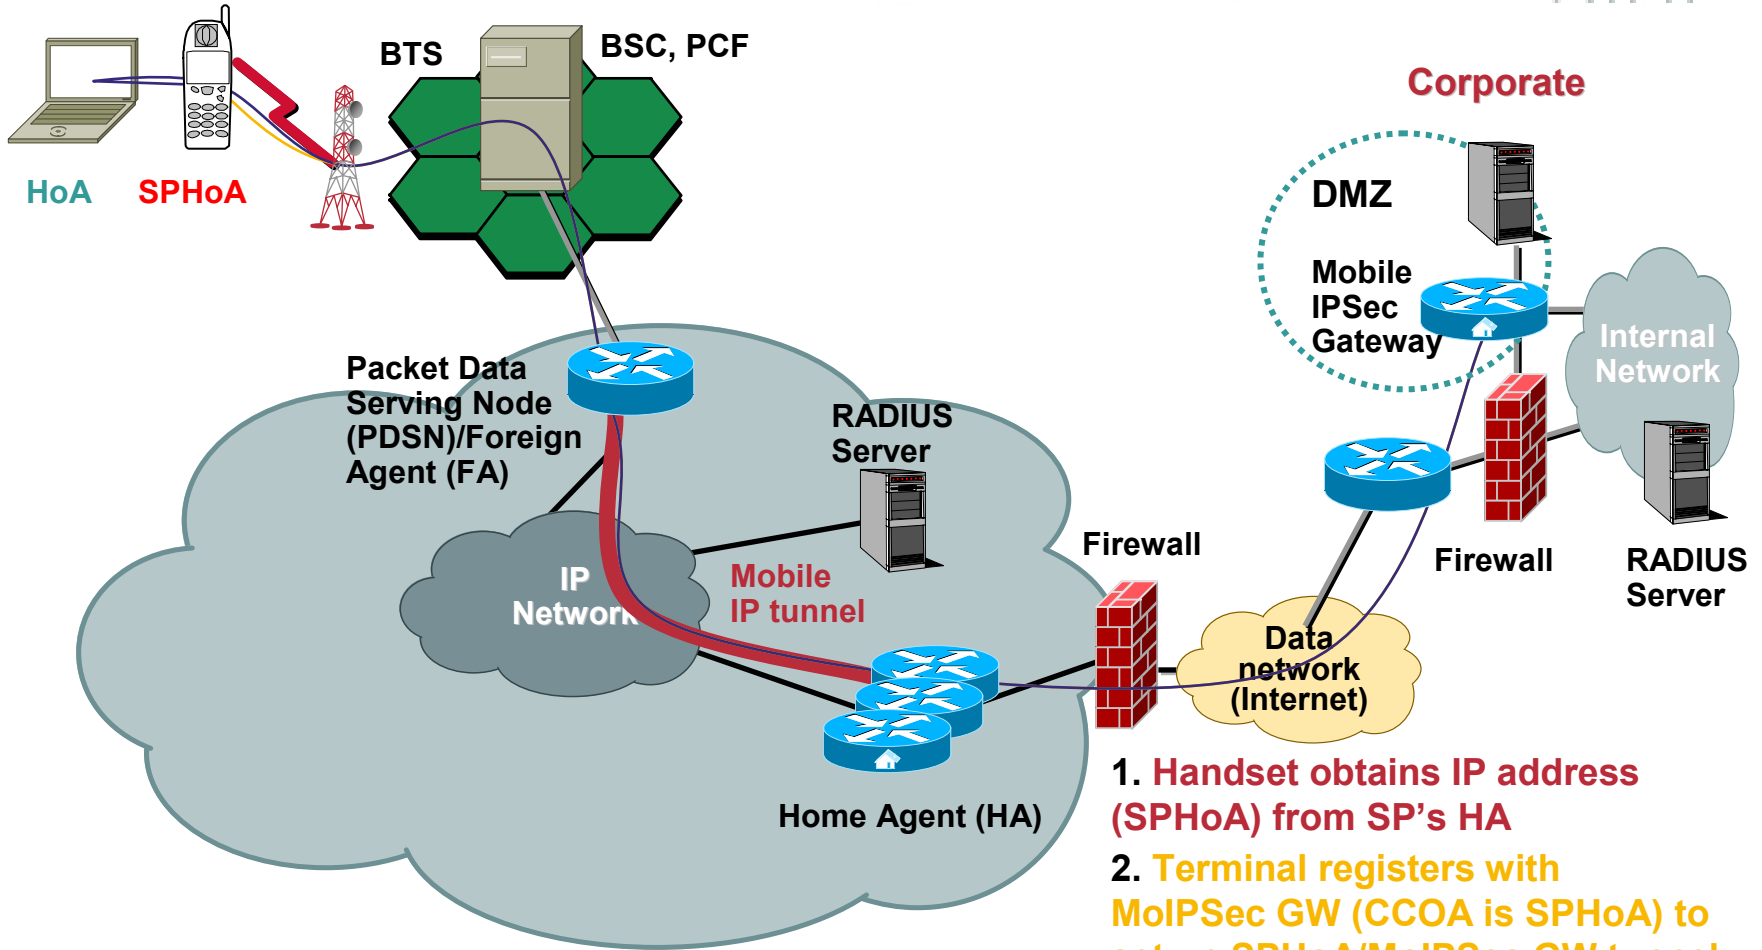 BTS
BSC, PCF
Corporate
HoA
SPHoA
DMZ
Mobile
IPSec
Gateway
Internal
Network
Packet Data
Serving Node
(PDSN)/Foreign
Agent (FA)
RADIUS
Server
IP
Network
Mobile
IP tunnel
Firewall
Firewall
RADIUS
Server
Data
network
(Internet)
Home Agent (HA)
1. Handset obtains IP address
(SPHoA) from SP's HA
2. Terminal registers with
MoIPSec GW (CCOA is SPHoA) to